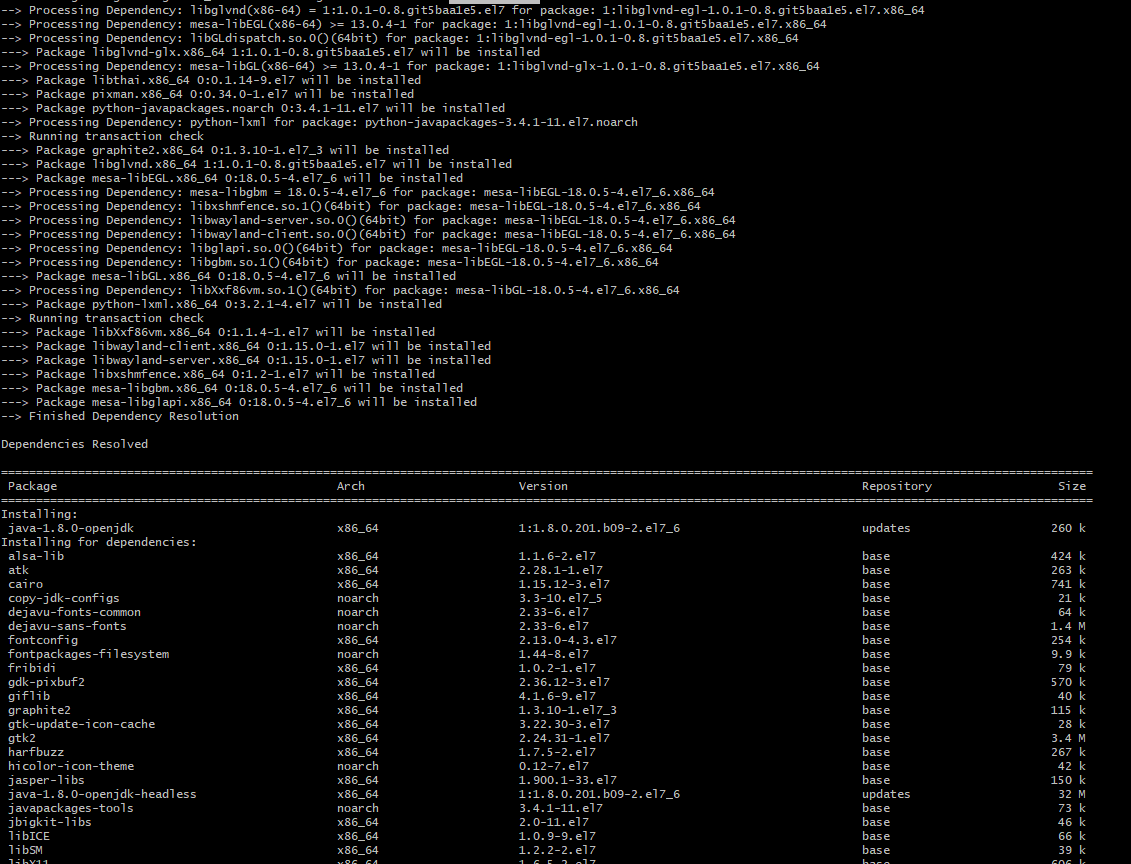 --> Processing Dependency: libglvnd(x86-64) = 1:1.0.1-0.8.git5baa1e5.el7 for package: 1:libglvnd-egl-1.0.1-0.8.git5baa1e5.el7.x86_64
--> Processing Dependency: mesa-libEGL(x86-64) >= 13.0.4-1 for package: 1:libglvnd-egl-1.0.1-0.8.git5baa1e5.el7.x86_64
--> Processing Dependency: libGLdispatch.so.0()(64bit) for package: 1:libglvnd-egl-1.0.1-0.8.git5baa1e5.el7.x86_64
---> Package libglvnd-glx.x86_64 1:1.0.1-0.8.git5baa1e5.el7 will be installed
--> Processing Dependency: mesa-libGL(x86-64) >= 13.0.4-1 for package: 1:libglvnd-glx-1.0.1-0.8.git5baa1e5.el7.x86_64
---> Package libthai.x86_64 0:0.1.14-9.el7 will be installed
---> Package pixman.x86_64 0:0.34.0-1.el7 will be installed
---> Package python-javapackages.noarch 0:3.4.1-11.el7 will be installed
--> Processing Dependency: python-lxml for package: python-javapackages-3.4.1-11.el7.noarch
--> Running transaction check
---> Package graphite2.x86_64 0:1.3.10-1.el7_3 will be installed
---> Package libglvnd.x86_64 1:1.0.1-0.8.git5baa1e5.el7 will be installed
---> Package mesa-libEGL.x86_64 0:18.0.5-4.el7_6 will be installed
--> Processing Dependency: mesa-libgbm = 18.0.5-4.el7_6 for package: mesa-libEGL-18.0.5-4.el7_6.x86_64
--> Processing Dependency: libxshmfence.so.1()(64bit) for package: mesa-libEGL-18.0.5-4.el7_6.x86_64
--> Processing Dependency: libwayland-server.so.0()(64bit) for package: mesa-libEGL-18.0.5-4.el7_6.x86_64
--> Processing Dependency: libwayland-client.so.0()(64bit) for package: mesa-libEGL-18.0.5-4.el7_6.x86_64
--> Processing Dependency: libglapi.so.0()(64bit) for package: mesa-libEGL-18.0.5-4.el7_6.x86_64
--> Processing Dependency: libgbm.so.1()(64bit) for package: mesa-libEGL-18.0.5-4.el7_6.x86_64
---> Package mesa-libGL.x86_64 0:18.0.5-4.el7_6 will be installed
--> Processing Dependency: libXxf86vm.so.1()(64bit) for package: mesa-libGL-18.0.5-4.el7_6.x86_64
---> Package python-lxml.x86_64 0:3.2.1-4.el7 will be installed
--> Running transaction check
---> Package libXxf86vm.x86_64 0:1.1.4-1.el7 will be installed
---> Package libwayland-client.x86_64 0:1.15.0-1.el7 will be installed
---> Package libwayland-server.x86_64 0:1.15.0-1.el7 will be installed
---> Package libxshmfence.x86_64 0:1.2-1.el7 will be installed
---> Package mesa-libgbm.x86_64 0:18.0.5-4.el7_6 will be installed
---> Package mesa-libglapi.x86_64 0:18.0.5-4.el7_6 will be installed
--> Finished Dependency Resolution
Dependencies Resolved
Package Arch Version Repository Size
Installing:
java-1.8.0-openjdk x86_64 1:1.8.0.201.b09-2.el7_6 updates 260 k
Installing for dependencies:
alsa-lib x86_64 1.1.6-2.el7 base 424 k
atk x86_64 2.28.1-1.el7 base 263 k
cairo x86_64 1.15.12-3.el7 base 741 k
copy-jdk-configs noarch 3.3-10.el7_5 base 21 k
dejavu-fonts-common noarch 2.33-6.el7 base 64 k
dejavu-sans-fonts noarch 2.33-6.el7 base 1.4 M
fontconfig x86_64 2.13.0-4.3.el7 base 254 k
fontpackages-filesystem noarch 1.44-8.el7 base 9.9 k
fribidi x86_64 1.0.2-1.el7 base 79 k
gdk-pixbuf2 x86_64 2.36.12-3.el7 base 570 k
giflib x86_64 4.1.6-9.el7 base 40 k
graphite2 x86_64 1.3.10-1.el7_3 base 115 k
gtk-update-icon-cache x86_64 3.22.30-3.el7 base 28 k
gtk2 x86_64 2.24.31-1.el7 base 3.4 M
harfbuzz x86_64 1.7.5-2.el7 base 267 k
hicolor-icon-theme noarch 0.12-7.el7 base 42 k
jasper-libs x86_64 1.900.1-33.el7 base 150 k
java-1.8.0-openjdk-headless x86_64 1:1.8.0.201.b09-2.el7_6 updates 32 M
javapackages-tools noarch 3.4.1-11.el7 base 73 k
jbigkit-libs x86_64 2.0-11.el7 base 46 k
libICE x86_64 1.0.9-9.el7 base 66 k
libSM x86_64 1.2.2-2.el7 base 39 k